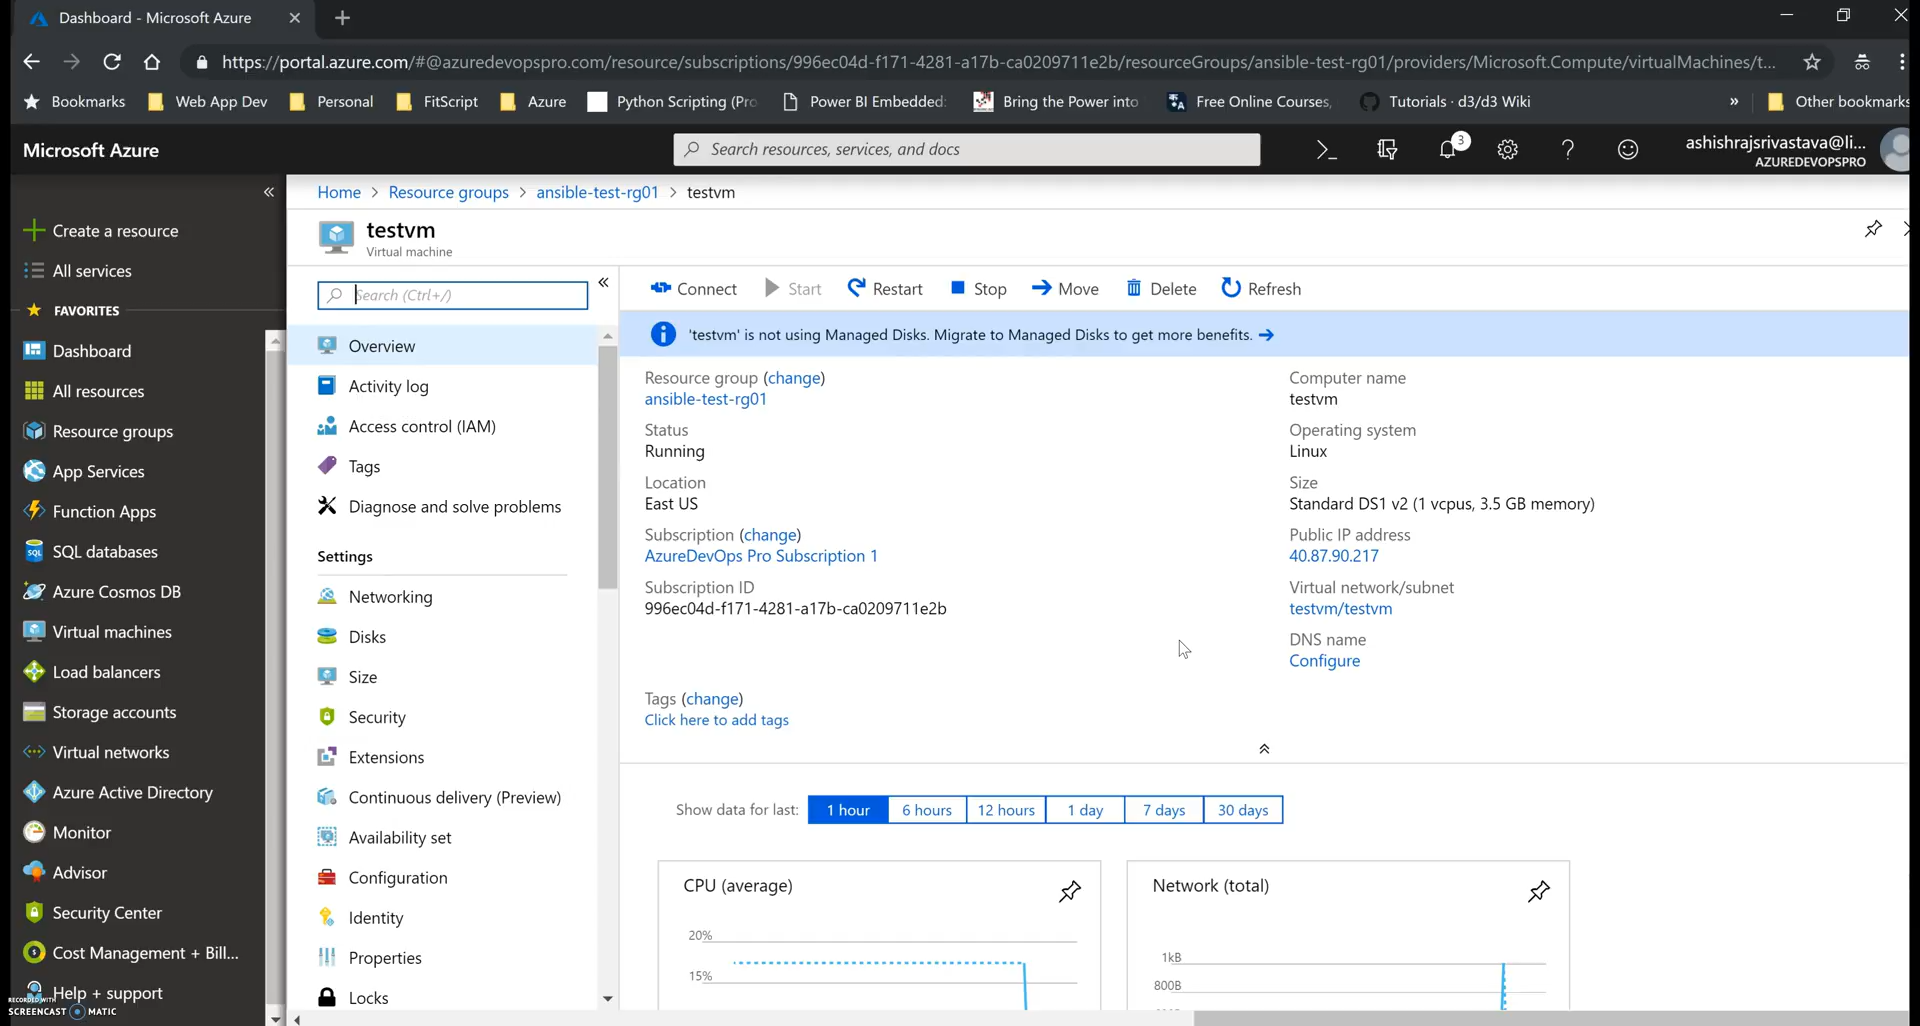 Dashboard - Microsoft Azure
https://portal.azure.com/#@azuredevopspro.com/resource/subscriptions/996ec04d-f171-4281-a17b-ca0209711e2b/resourceGroups/ansible-test-rg01/providers/Microsoft.Compute/virtualMachines/t...
Bookmarks Web App Dev Personal FitScript Azure Python Scripting (Pro Power BI Embedded: Bring the Power into Free Online Courses, Tutorials · d3/d3 Wiki » Other bookmarks
Microsoft Azure
Search resources, services, and docs
3
ashishrajsrivastava@li...
AZUREDEVOPSPRO
Create a resource
All services
FAVORITES
Dashboard
All resources
Resource groups
App Services
Function Apps
SQL databases
Azure Cosmos DB
Virtual machines
Load balancers
Storage accounts
Virtual networks
Azure Active Directory
Monitor
Advisor
Security Center
Cost Management + Bill...
Help + support
RECORDED WITH
SCREENCAST MATIC
Home > Resource groups > ansible-test-rg01 > testvm
testvm
Virtual machine
Search (Ctrl+/)
Overview
Activity log
Access control (IAM)
Tags
Diagnose and solve problems
Settings
Networking
Disks
Size
Security
Extensions
Continuous delivery (Preview)
Availability set
Configuration
Identity
Properties
Locks
Connect Start Restart Stop Move Delete Refresh
'testvm' is not using Managed Disks. Migrate to Managed Disks to get more benefits. →
Resource group (change)
ansible-test-rg01
Status
Running
Location
East US
Subscription (change)
AzureDevOps Pro Subscription 1
Subscription ID
996ec04d-f171-4281-a17b-ca0209711e2b
Tags (change)
Click here to add tags
Computer name
testvm
Operating system
Linux
Size
Standard DS1 v2 (1 vcpus, 3.5 GB memory)
Public IP address
40.87.90.217
Virtual network/subnet
testvm/testvm
DNS name
Configure
Show data for last: 1 hour 6 hours 12 hours 1 day 7 days 30 days
CPU (average)
20%
15%
Network (total)
1kB
800B